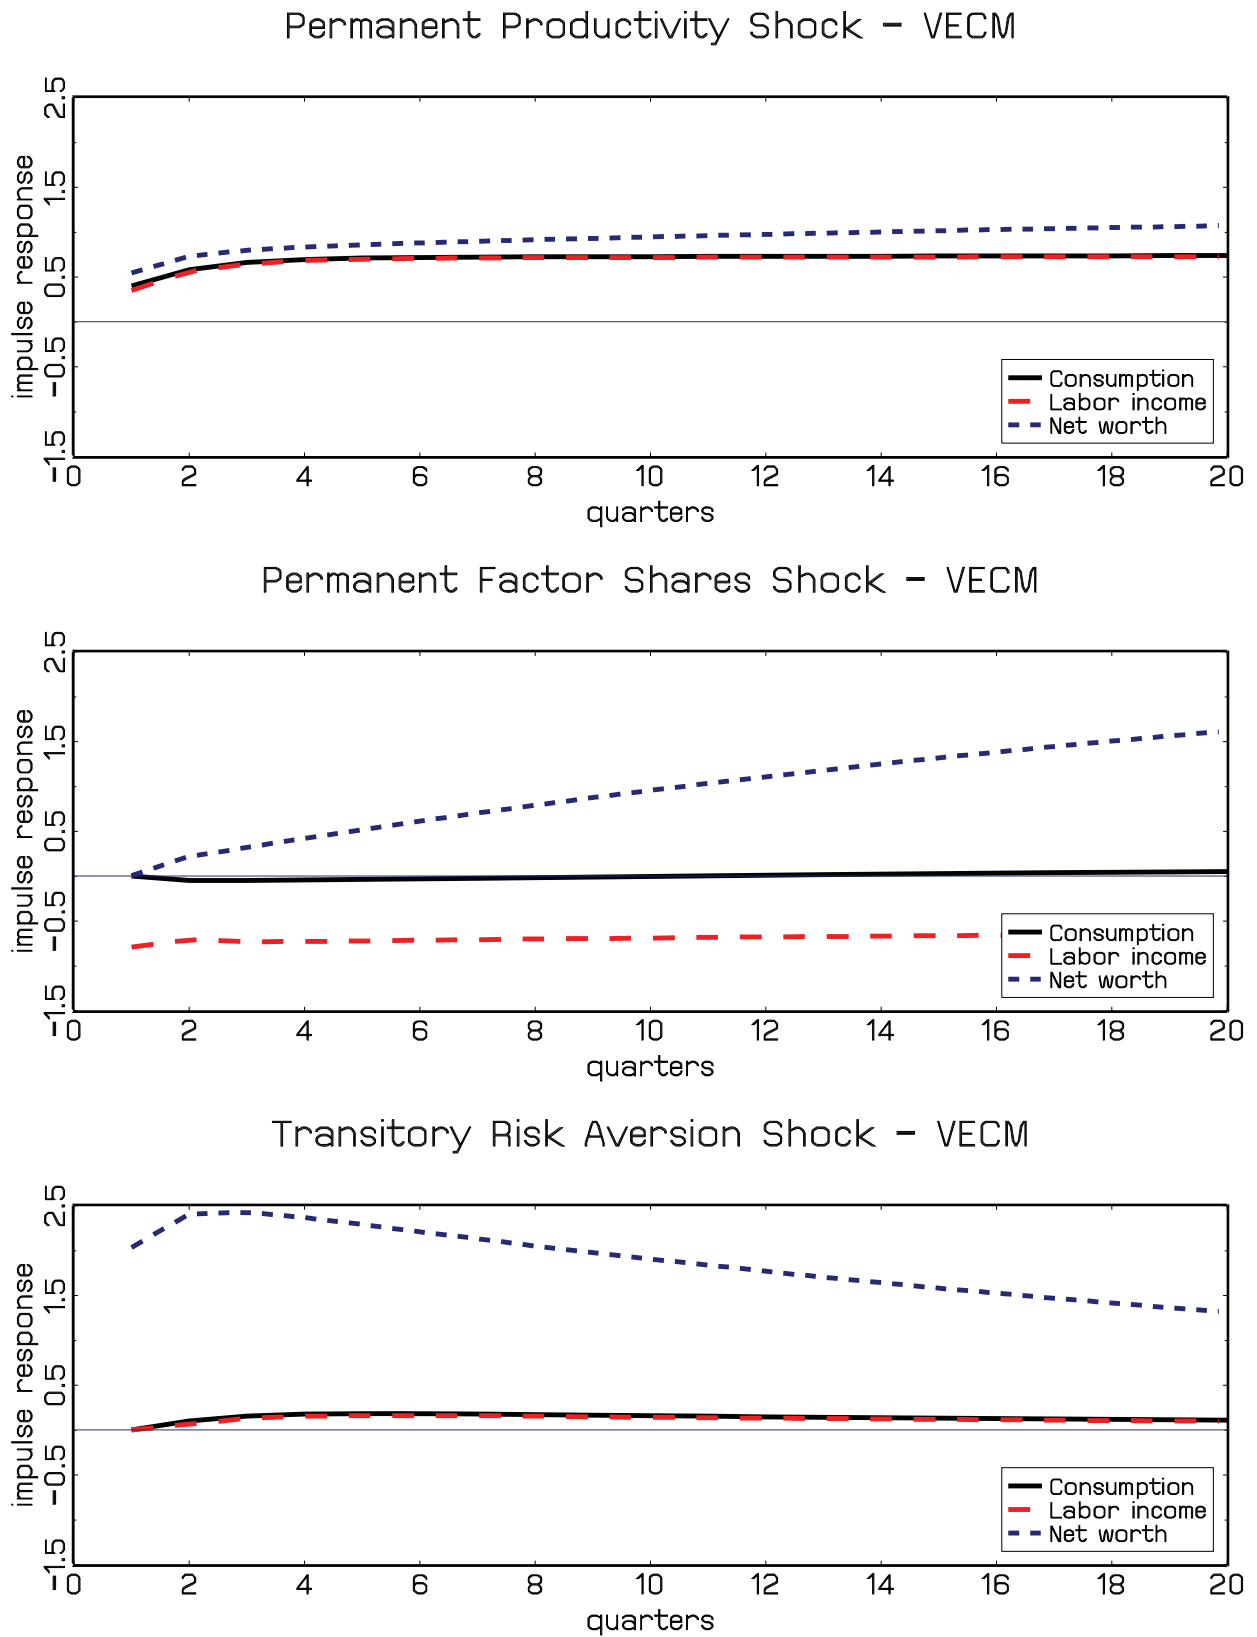 Permanent Productivity Shock - VECM
impulse response
2.5
1.5
0.5
-0.5
-1.5
Consumption
Labor income
Net worth
0 2 4 6 8 10 12 14 16 18 20
quarters
Permanent Factor Shares Shock - VECM
impulse response
2.5
1.5
0.5
-0.5
-1.5
Consumption
Labor income
Net worth
0 2 4 6 8 10 12 14 16 18 20
quarters
Transitory Risk Aversion Shock - VECM
impulse response
2.5
1.5
0.5
-0.5
-1.5
Consumption
Labor income
Net worth
0 2 4 6 8 10 12 14 16 18 20
quarters